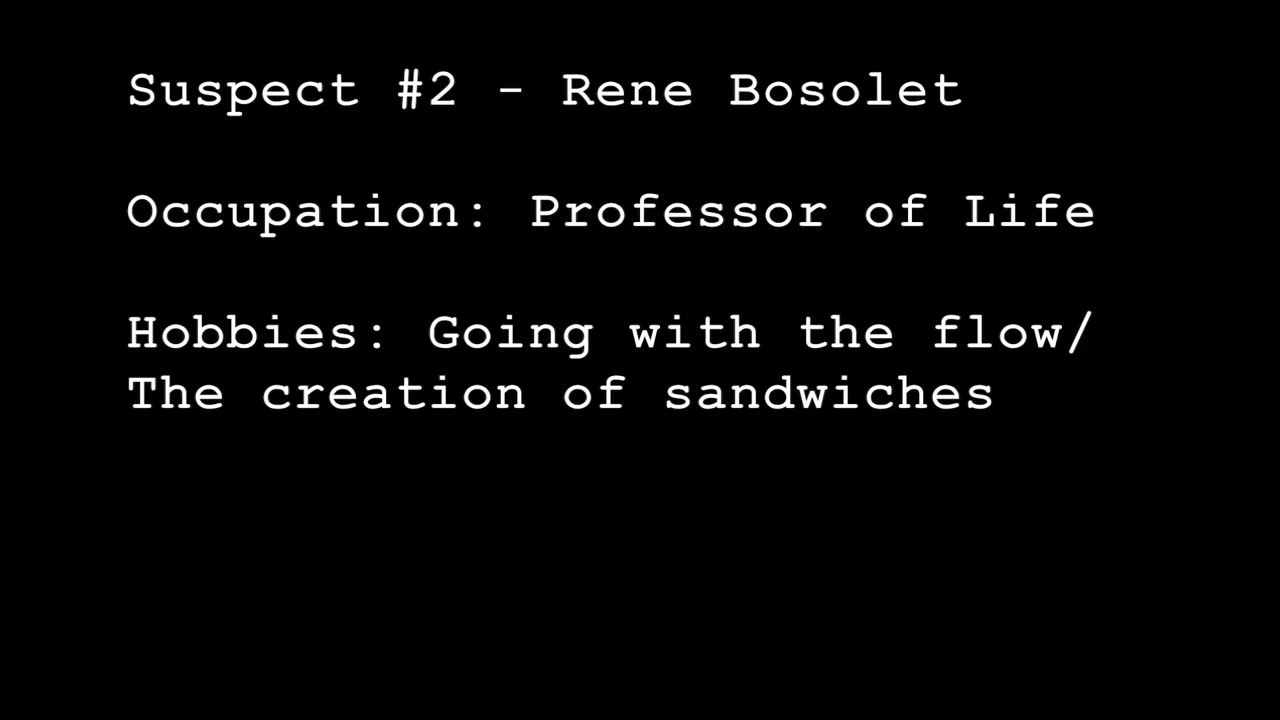 Suspect #2 - Rene Bosolet
Occupation: Professor of Life
Hobbies: Going with the flow/
The creation of sandwiches